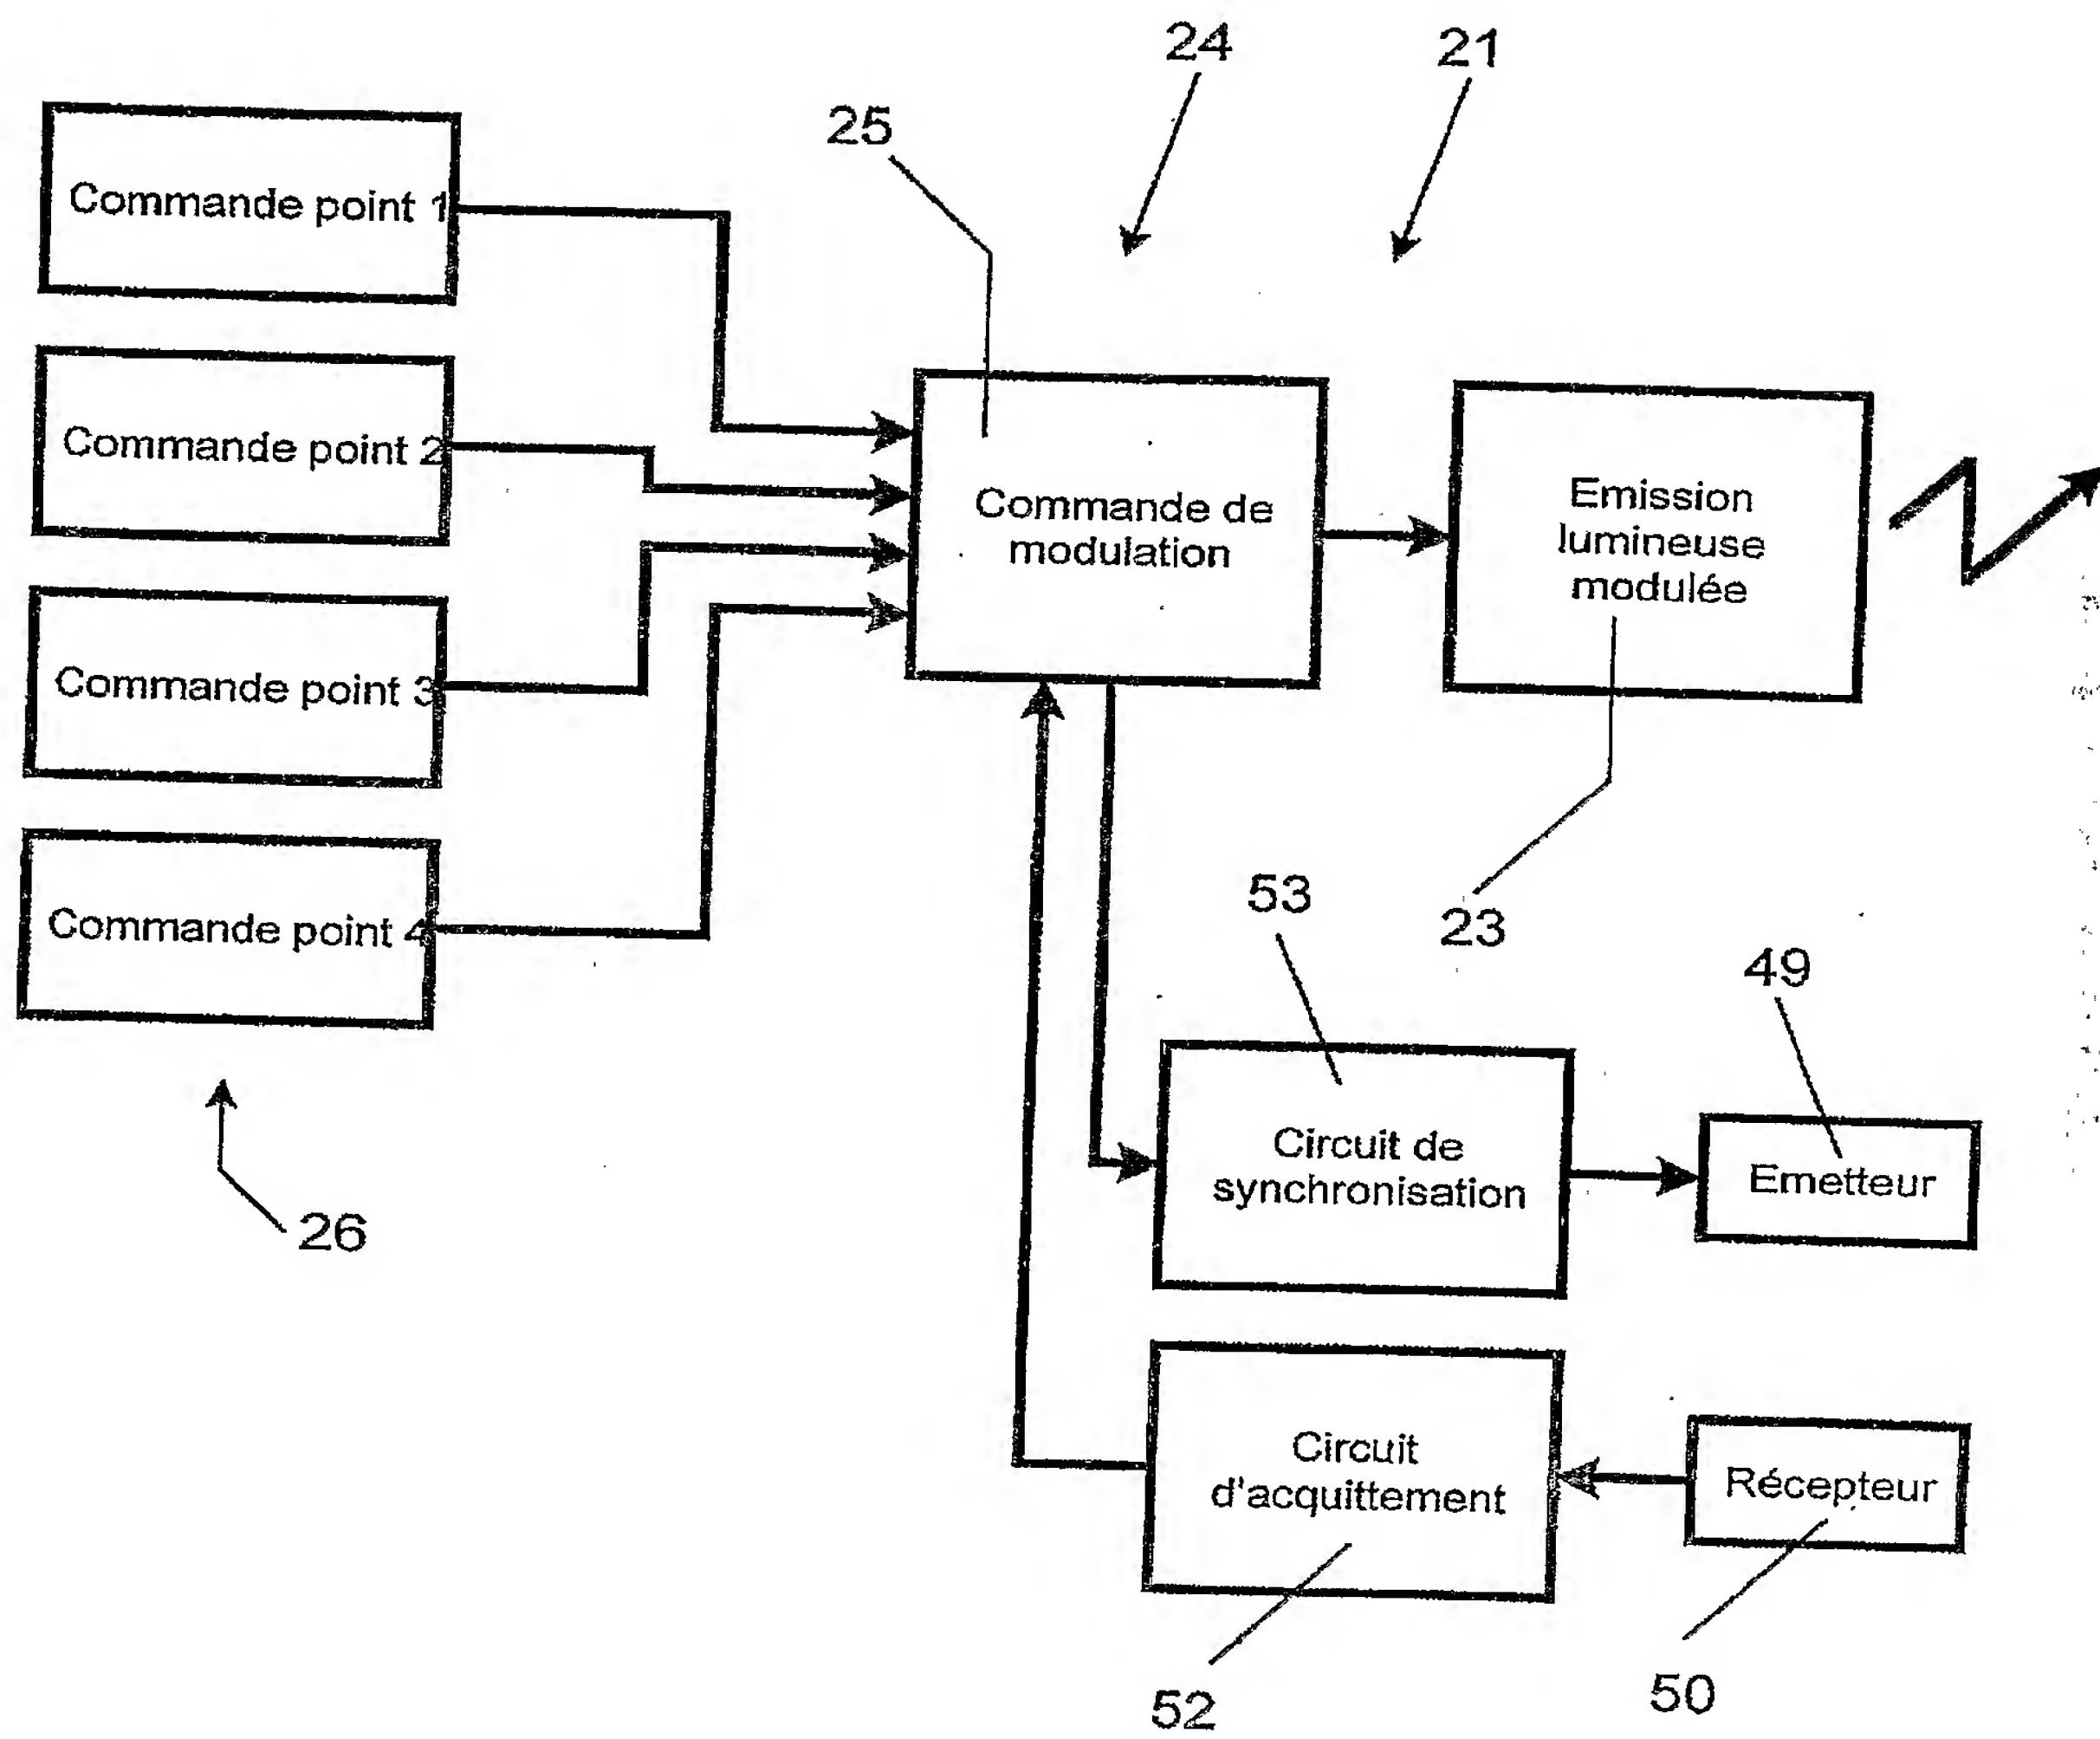 24
21
25
Commande point 1
Commande point 2
Commande point 3
Commande point 4
Commande de
modulation
Emission
lumineuse
modulée
53
23
49
26
Circuit de
synchronisation
Emetteur
Circuit
d'acquittement
Récepteur
52
50